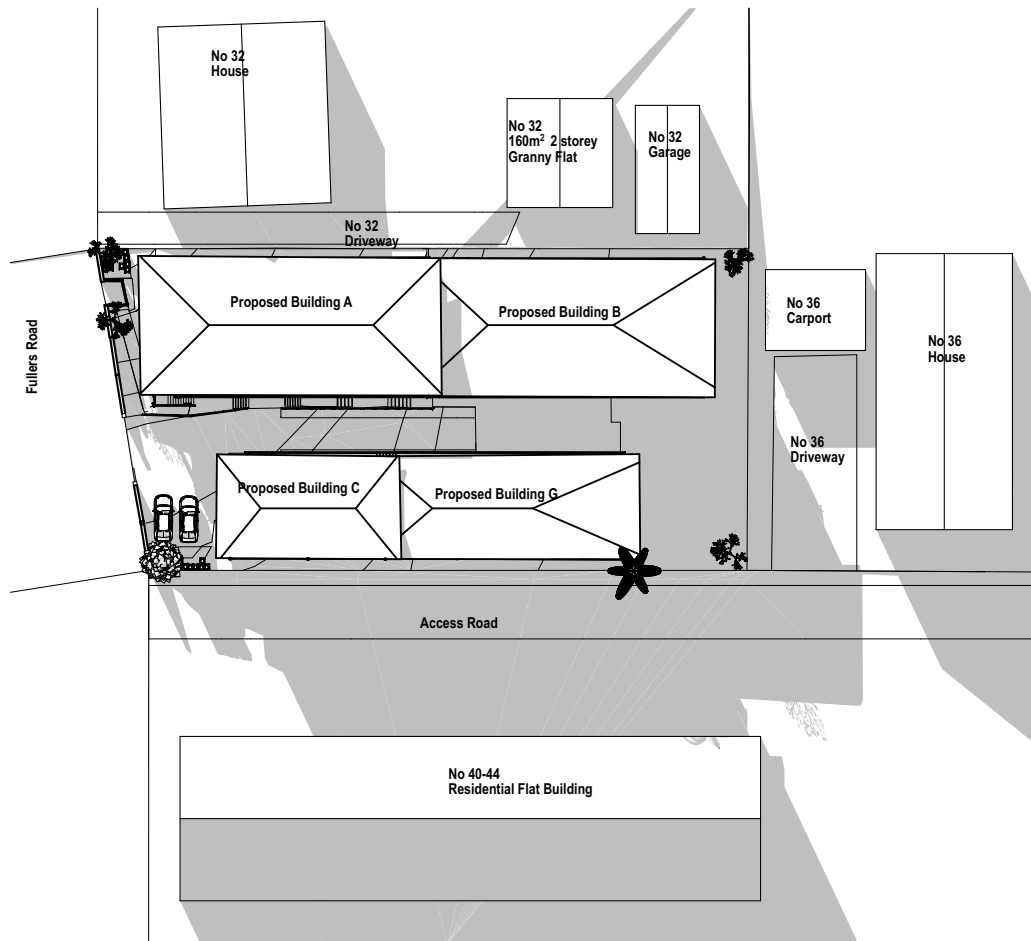 No 32
House
No 32
160m² 2 storey
Granny Flat
No 32
Garage
No 32
Driveway
Proposed Building A
Proposed Building B
No 36
Carport
No 36
House
Fullers Road
No 36
Driveway
Proposed Building C
Proposed Building G
Access Road
No 40-44
Residential Flat Building